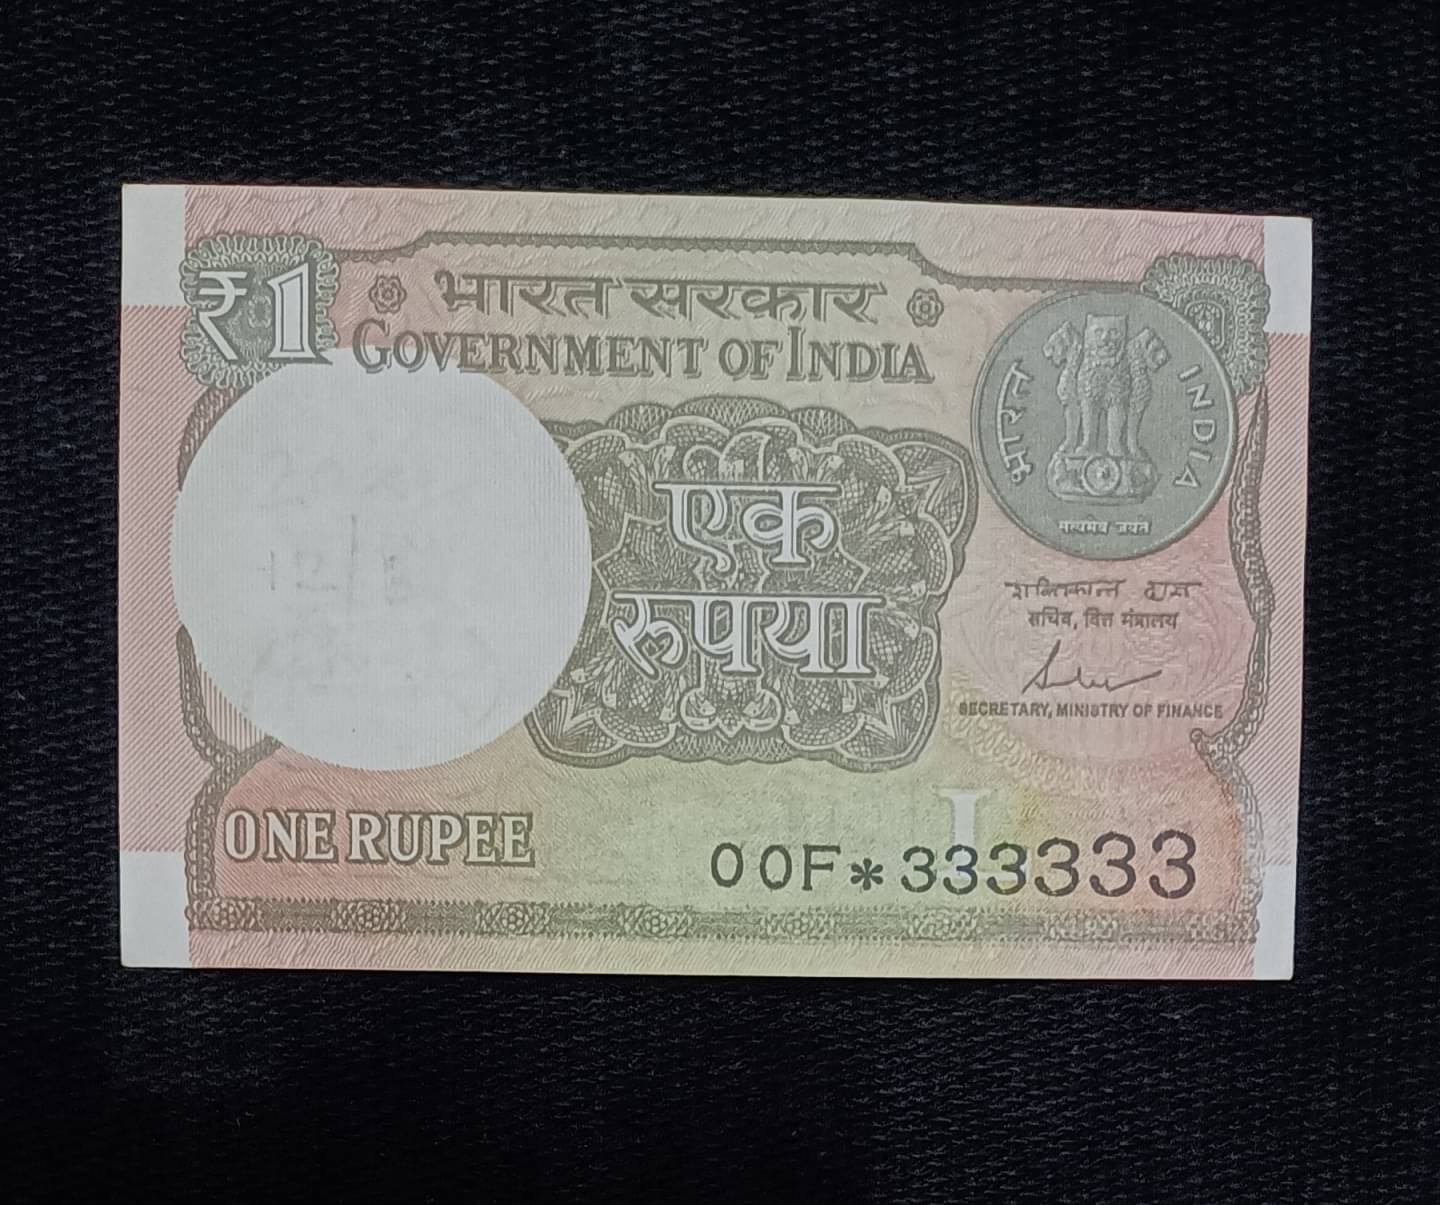 ₹1
भारत सरकार
GOVERNMENT OF INDIA
भारत
INDIA
सत्यमेव जयते
एक
रुपया
शक्तिकान्त दास
सचिव, वित्त मंत्रालय
SECRETARY, MINISTRY OF FINANCE
L
ONE RUPEE
00F*333333